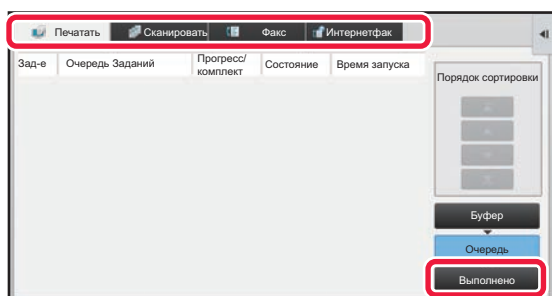 Печатать Сканировать Факс Интернетфак
Зад-е Очередь Заданий Прогресс/ комплект Состояние Время запуска
Порядок сортировки
Буфер
Очередь
Выполнено